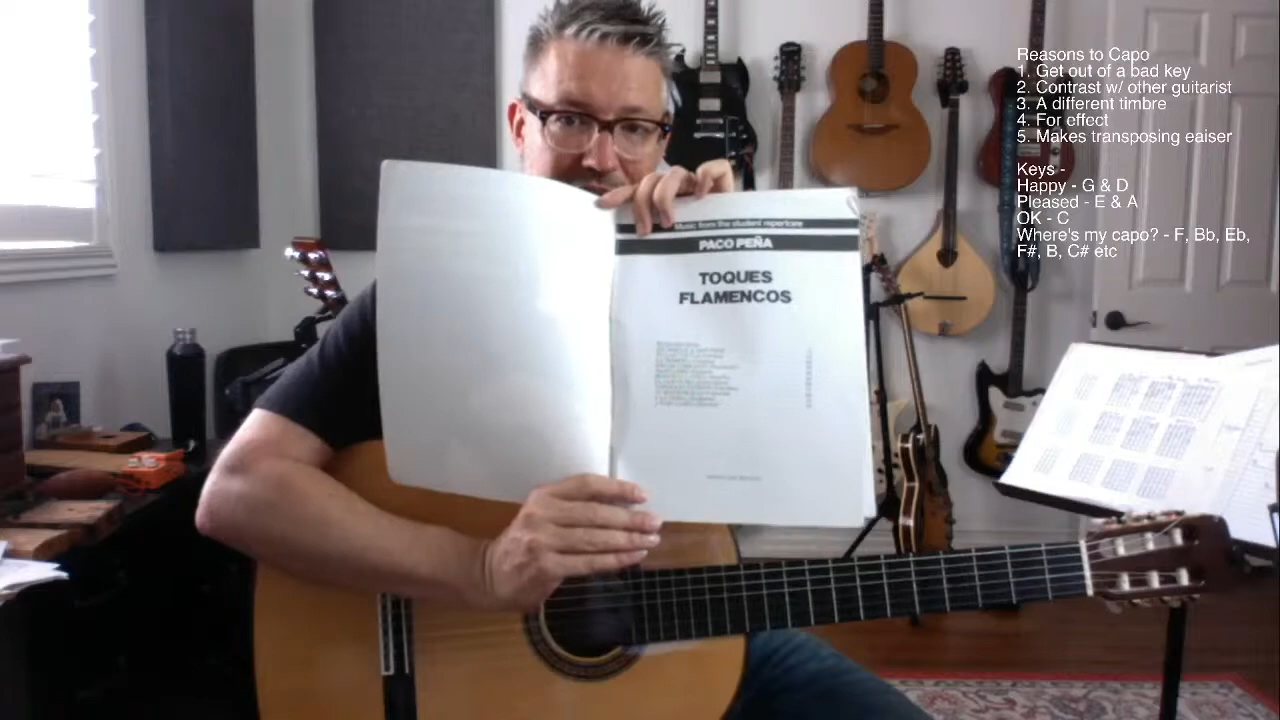 Reasons to Capo
1. Get out of a bad key
2. Contrast w/ other guitarist
3. A different timbre
4. For effect
5. Makes transposing eaiser
Keys -
Happy - G & D
Pleased - E & A
OK - C
Where's my capo? - F, Bb, Eb,
F#, B, C# etc
Music from the student repertoire
PACO PEÑA
TOQUES
FLAMENCOS